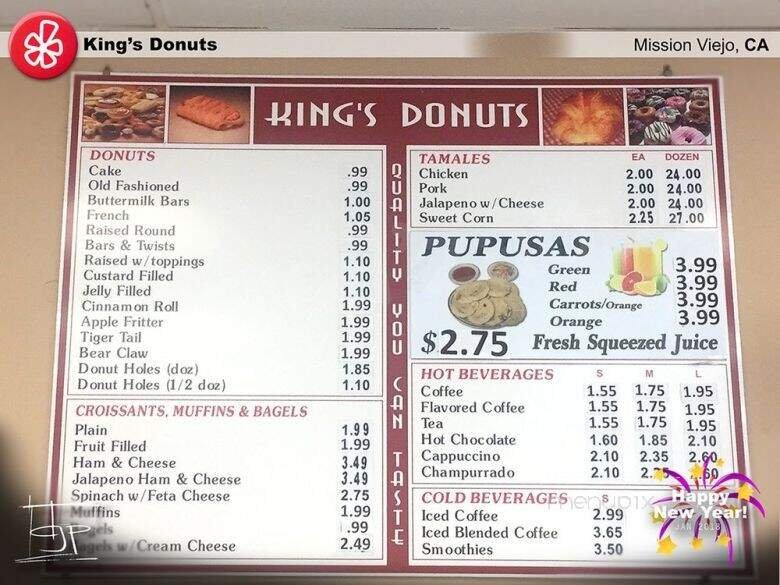 King's Donuts
Mission Viejo, CA
KING'S DONUTS
DONUTS
Cake .99
Old Fashioned .99
Buttermilk Bars 1.00
French 1.05
Raised Round .99
Bars & Twists .99
Raised w/toppings 1.10
Custard Filled 1.10
Jelly Filled 1.10
Cinnamon Roll 1.99
Apple Fritter 1.99
Tiger Tail 1.99
Bear Claw 1.99
Donut Holes (doz) 1.85
Donut Holes (1/2 doz) 1.10
CROISSANTS, MUFFINS & BAGELS
Plain 1.99
Fruit Filled 1.99
Ham & Cheese 3.49
Jalapeno Ham & Cheese 3.49
Spinach w/Feta Cheese 2.75
Muffins 1.99
.99
w/Cream Cheese 2.49
QUALITY YOU CAN TASTE
TAMALES EA DOZEN
Chicken 2.00 24.00
Pork 2.00 24.00
Jalapeno w/Cheese 2.00 24.00
Sweet Corn 2.25 27.00
PUPUSAS
$2.75
Green 3.99
Red 3.99
Carrots/Orange 3.99
Orange 3.99
Fresh Squeezed Juice
HOT BEVERAGES S M L
Coffee 1.55 1.75 1.95
Flavored Coffee 1.55 1.75 1.95
Tea 1.55 1.75 1.95
Hot Chocolate 1.60 1.85 2.10
Cappuccino 2.10 2.35 2.60
Champurrado 2.10
COLD BEVERAGES S
Iced Coffee 2.99
Iced Blended Coffee 3.65
Smoothies 3.50
Happy
New Year!
JAN 2018